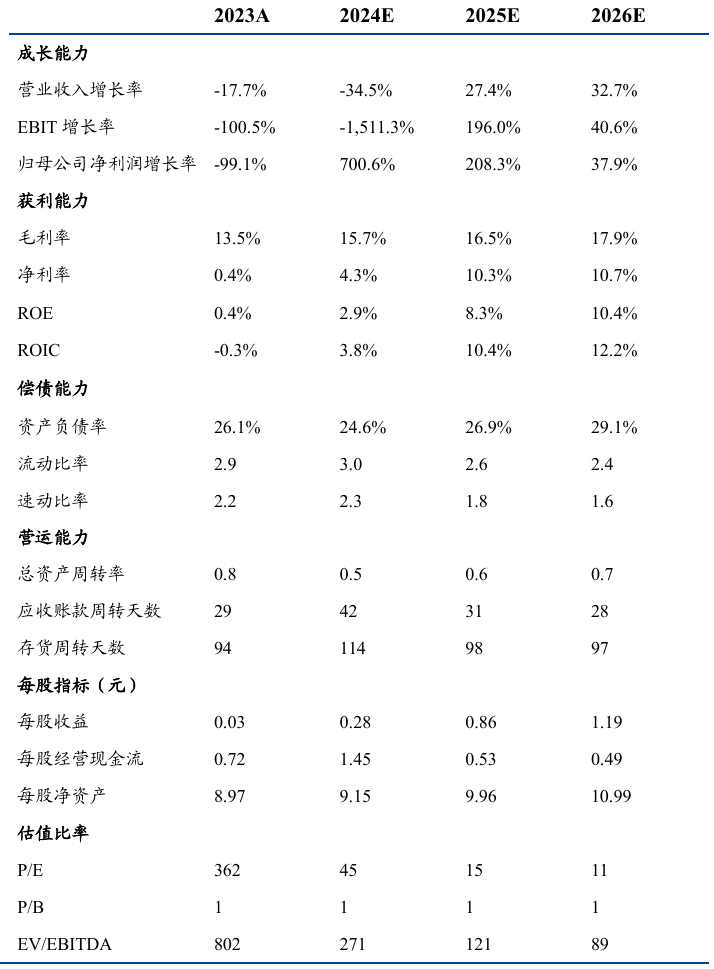 2023A 2024E 2025E 2026E
成长能力
营业收入增长率 -17.7% -34.5% 27.4% 32.7%
EBIT 增长率 -100.5% -1,511.3% 196.0% 40.6%
归母公司净利润增长率 -99.1% 700.6% 208.3% 37.9%
获利能力
毛利率 13.5% 15.7% 16.5% 17.9%
净利率 0.4% 4.3% 10.3% 10.7%
ROE 0.4% 2.9% 8.3% 10.4%
ROIC -0.3% 3.8% 10.4% 12.2%
偿债能力
资产负债率 26.1% 24.6% 26.9% 29.1%
流动比率 2.9 3.0 2.6 2.4
速动比率 2.2 2.3 1.8 1.6
营运能力
总资产周转率 0.8 0.5 0.6 0.7
应收账款周转天数 29 42 31 28
存货周转天数 94 114 98 97
每股指标（元）
每股收益 0.03 0.28 0.86 1.19
每股经营现金流 0.72 1.45 0.53 0.49
每股净资产 8.97 9.15 9.96 10.99
估值比率
P/E 362 45 15 11
P/B 1 1 1 1
EV/EBITDA 802 271 121 89